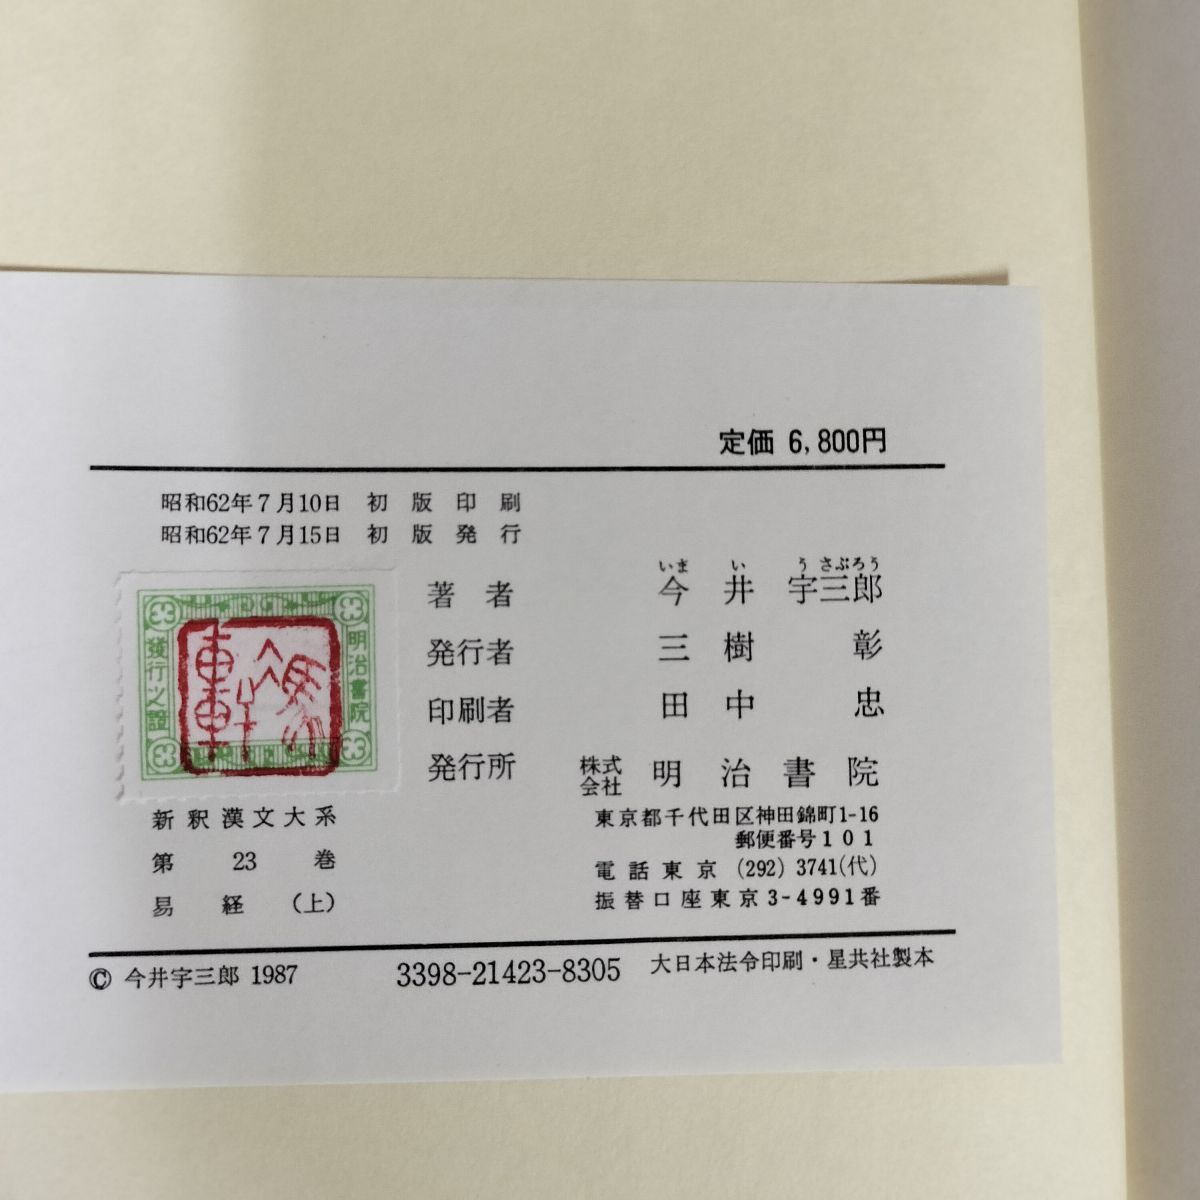 定価 6,800円
昭和62年7月10日 初版印刷
昭和62年7月15日 初版発行
いまいうさぶろう
著者 今井宇三郎
発行者 三樹彰
印刷者 田中忠
発行所 株式会社 明治書院
東京都千代田区神田錦町1-16
郵便番号101
電話東京 (292) 3741(代)
振替口座東京3-4991番
明治書院
發行之證
新釈漢文大系
第23巻
易経(上)
© 今井宇三郎 1987
3398-21423-8305
大日本法令印刷・星共社製本